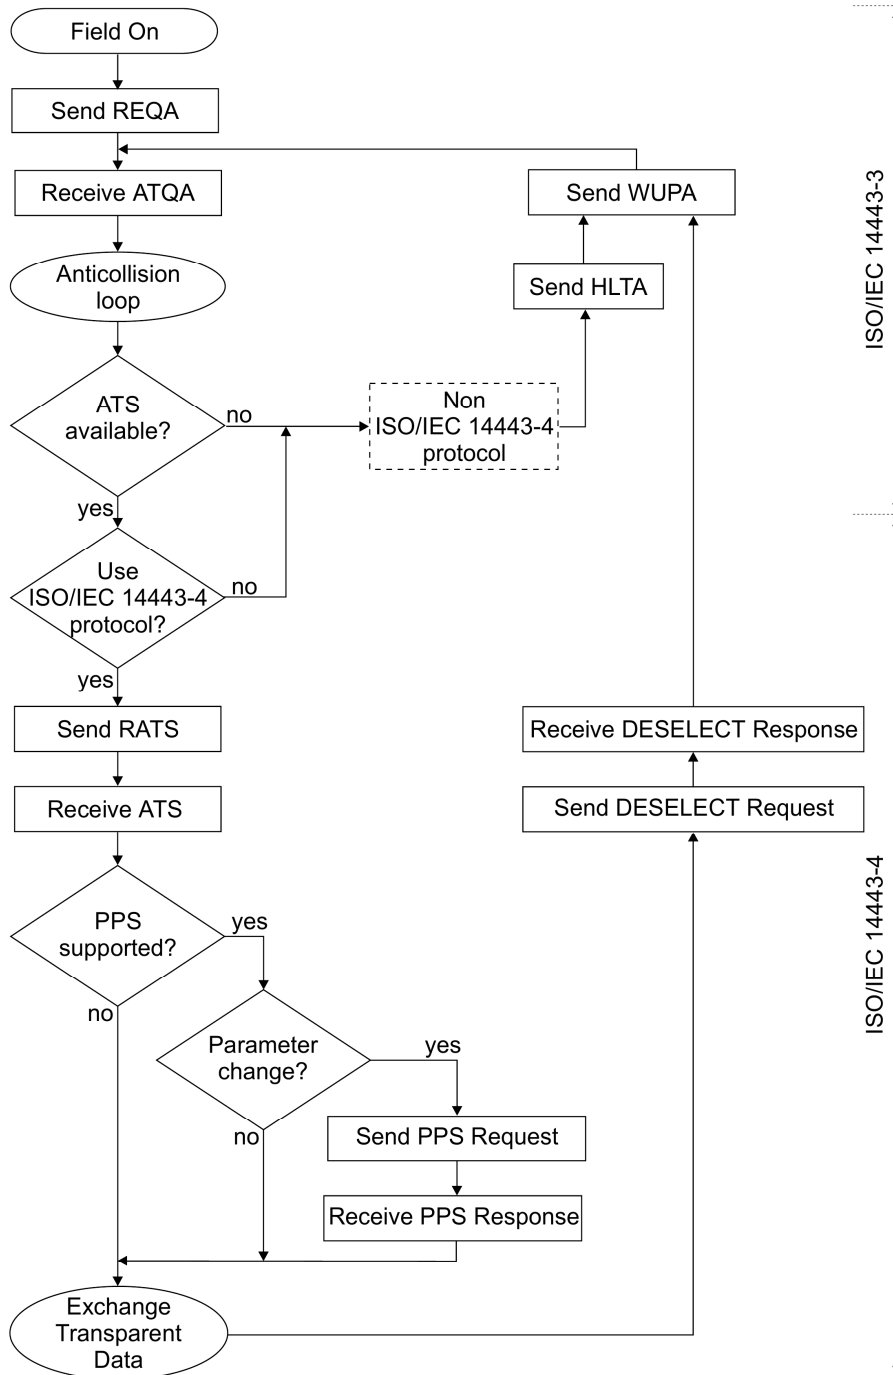 Field On
Send REQA
Receive ATQA
Send WUPA
Anticollision
loop
Send HLTA
ISO/IEC 14443-3
ATS
available?
no
Non
ISO/IEC 14443-4
protocol
yes
Use
ISO/IEC 14443-4
protocol?
no
yes
Send RATS
Receive DESELECT Response
Receive ATS
Send DESELECT Request
PPS
supported?
yes
no
ISO/IEC 14443-4
Parameter
change?
yes
no
Send PPS Request
Receive PPS Response
Exchange
Transparent
Data